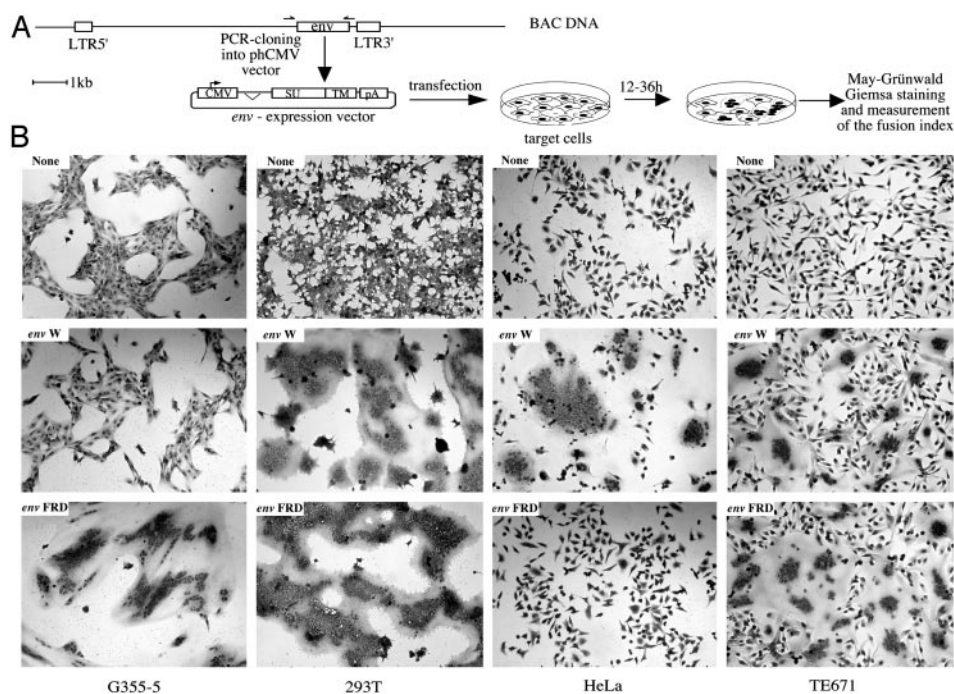 A
env
BAC DNA
LTR5'
LTR3'
PCR-cloning
into phCMV
vector
1kb
CMV
SU
TM
pA
env - expression vector
transfection
target cells
12-36h
May-Grünwald
Giemsa staining
and measurement
of the fusion index
B
None
None
None
None
env W
env W
env W
env W
env FRD
env FRD
env FRD
env FRD
G355-5
293T
HeLa
TE671